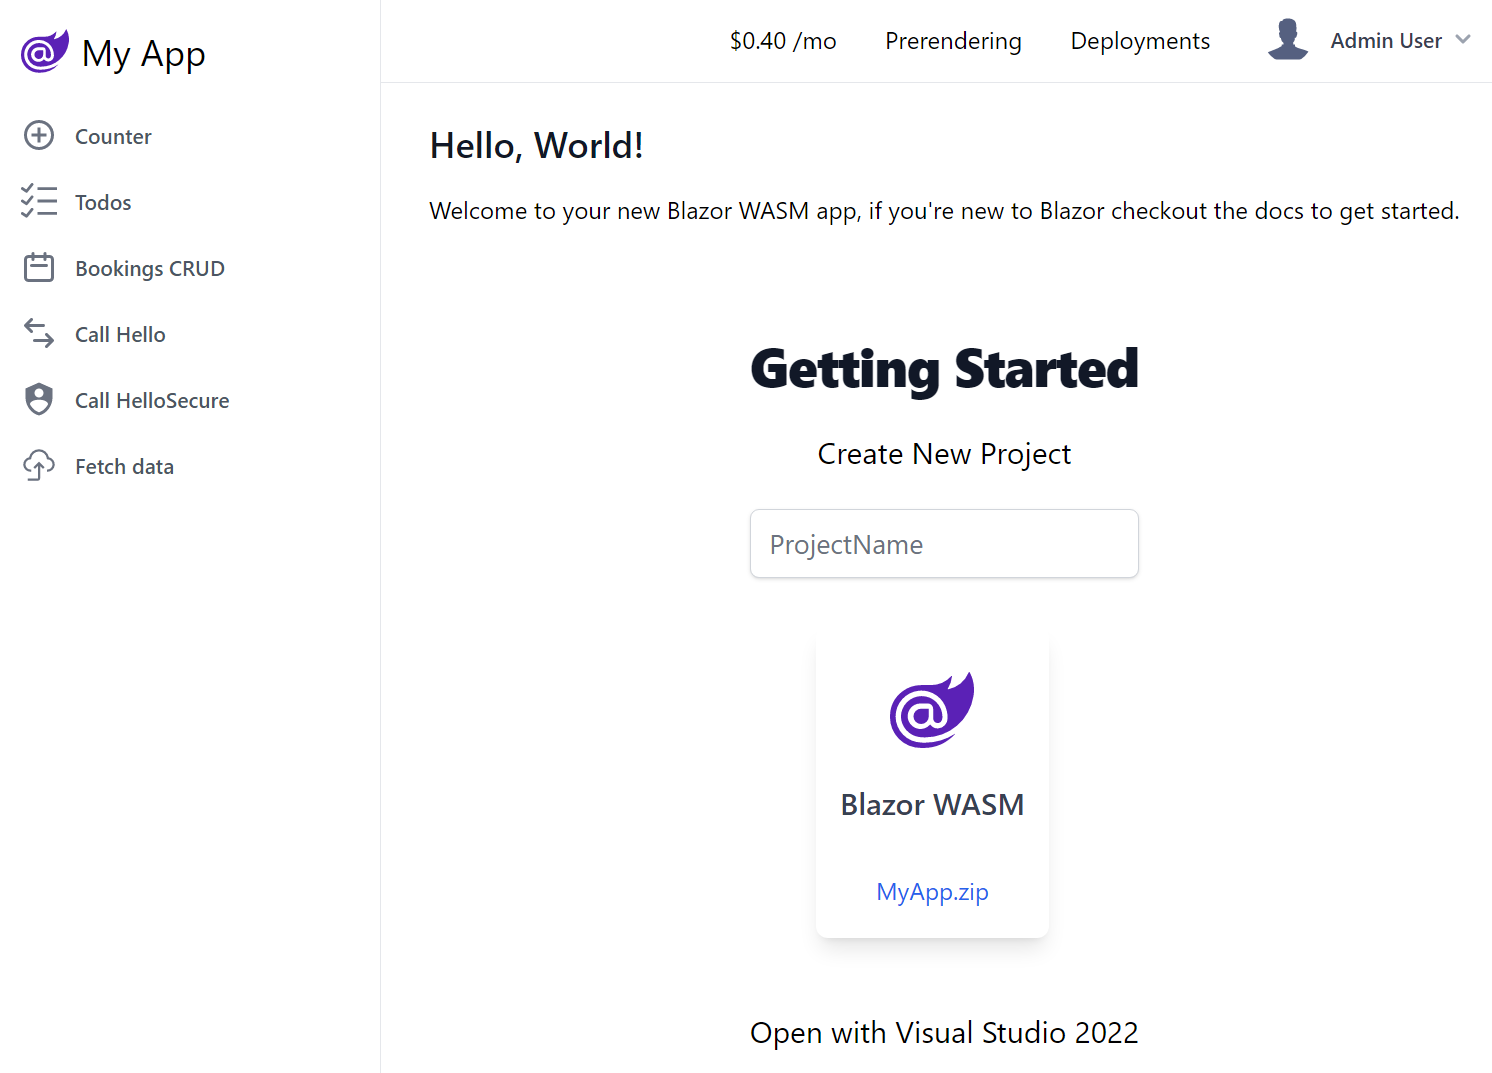 My App
Counter
Todos
Bookings CRUD
Call Hello
Call HelloSecure
Fetch data
$0.40 /mo
Prerendering
Deployments
Admin User
Hello, World!
Welcome to your new Blazor WASM app, if you're new to Blazor checkout the docs to get started.
Getting Started
Create New Project
ProjectName
Blazor WASM
MyApp.zip
Open with Visual Studio 2022